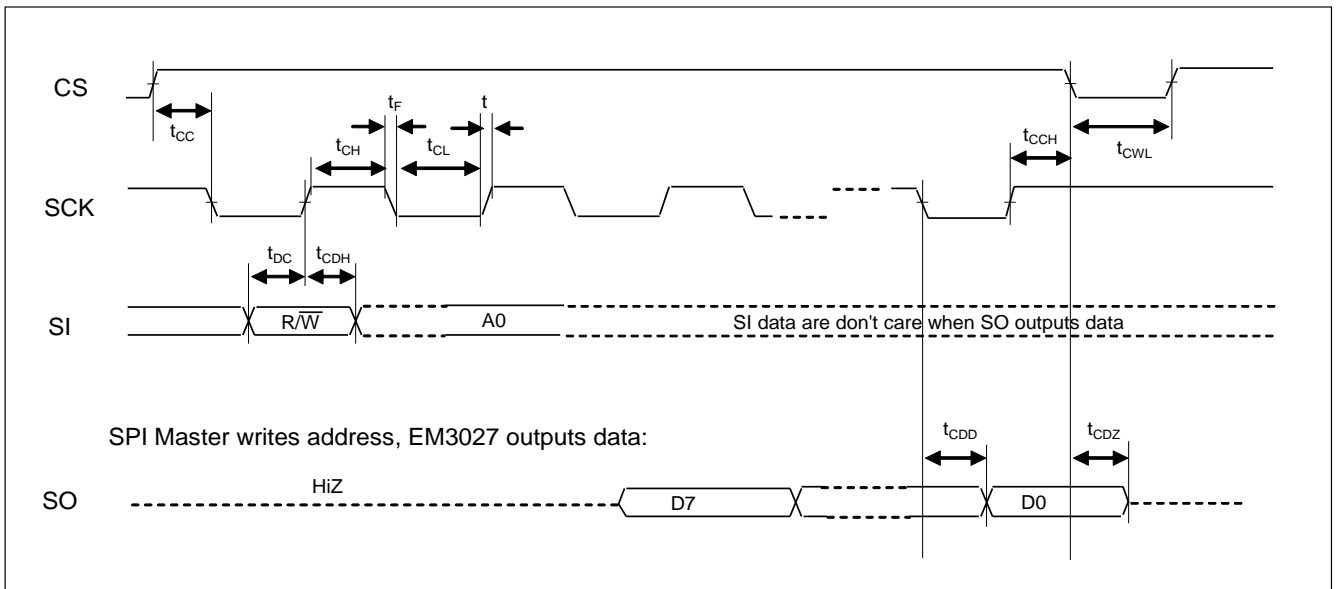 CS
t_CC
t_F
t
t_CH
t_CL
t_CCH
t_CWL
SCK
t_DC
t_CDH
SI
R/W̅
A0
SI data are don't care when SO outputs data
SPI Master writes address, EM3027 outputs data:
t_CDD
t_CDZ
SO
HiZ
D7
D0